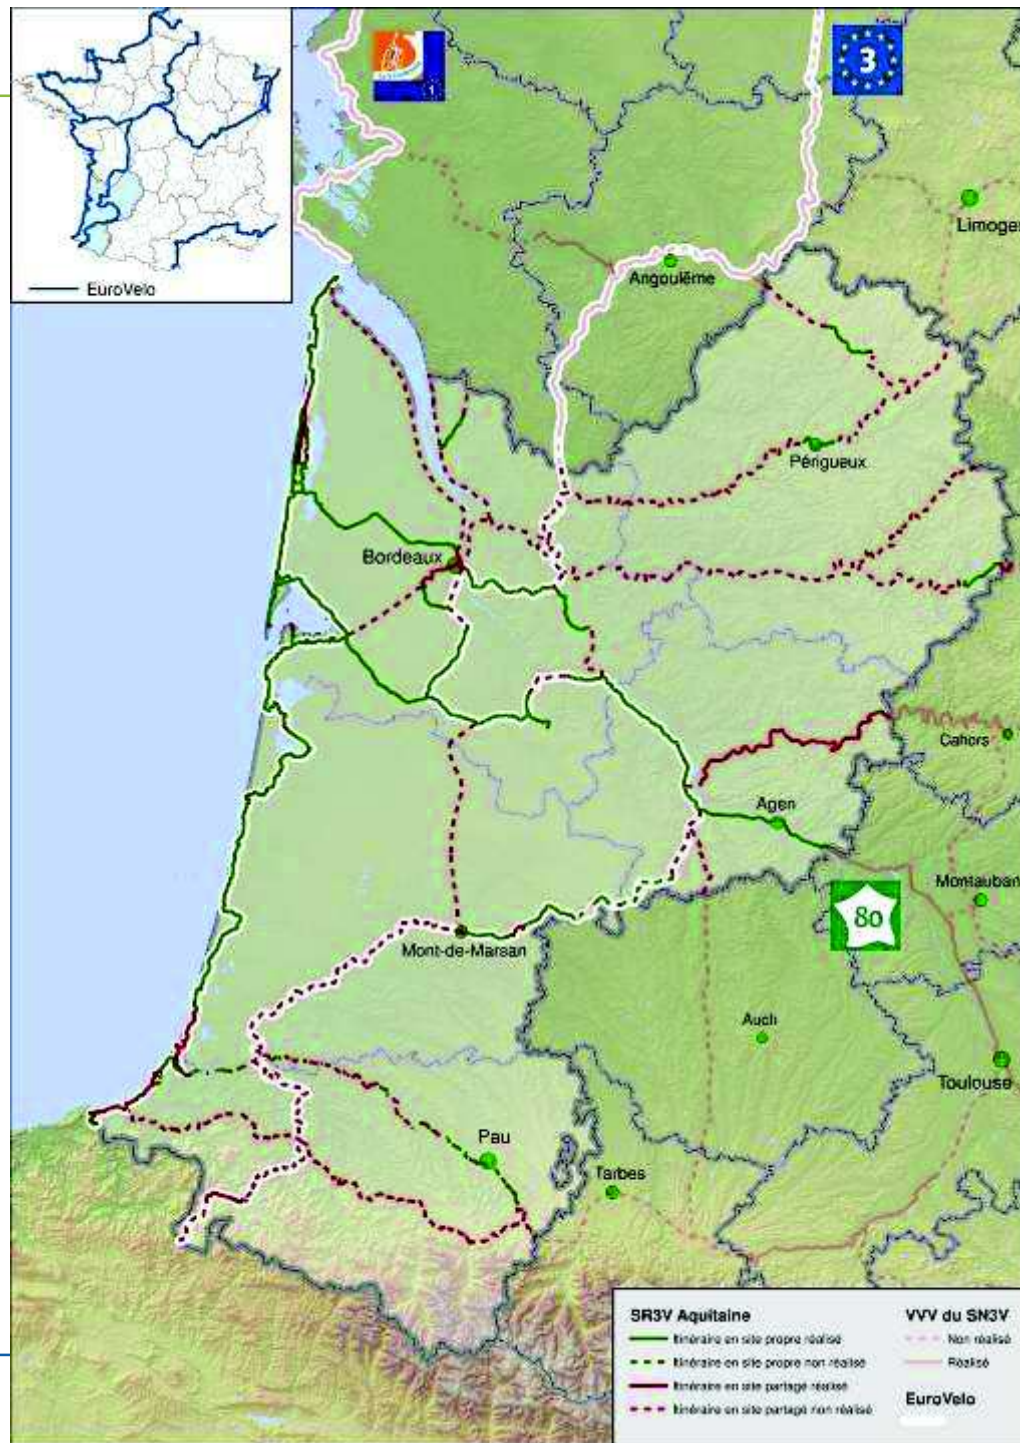 EuroVelo
3
Limoges
Angoulême
Périgueux
Bordeaux
Cahors
Agen
Montauban
80
Mont-de-Marsan
Auch
Toulouse
Pau
Tarbes
SR3V Aquitaine
Itinéraire en site propre réalisé
Itinéraire en site propre non réalisé
Itinéraire en site partagé réalisé
Itinéraire en site partagé non réalisé
VVV du SN3V
Non réalisé
Réalisé
EuroVelo